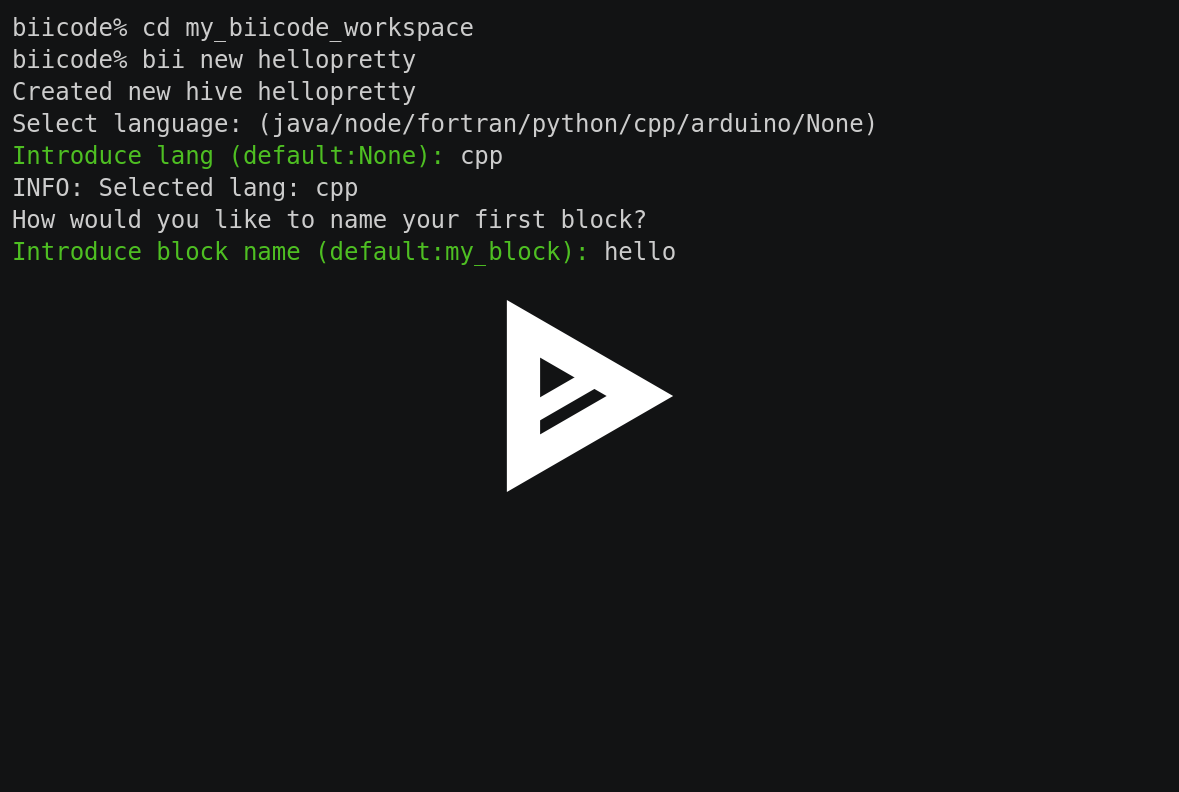 biicode% cd my_biicode_workspace
biicode% bii new hellopretty
Created new hive hellopretty
Select language: (java/node/fortran/python/cpp/arduino/None)
Introduce lang (default:None): cpp
INFO: Selected lang: cpp
How would you like to name your first block?
Introduce block name (default:my_block): hello